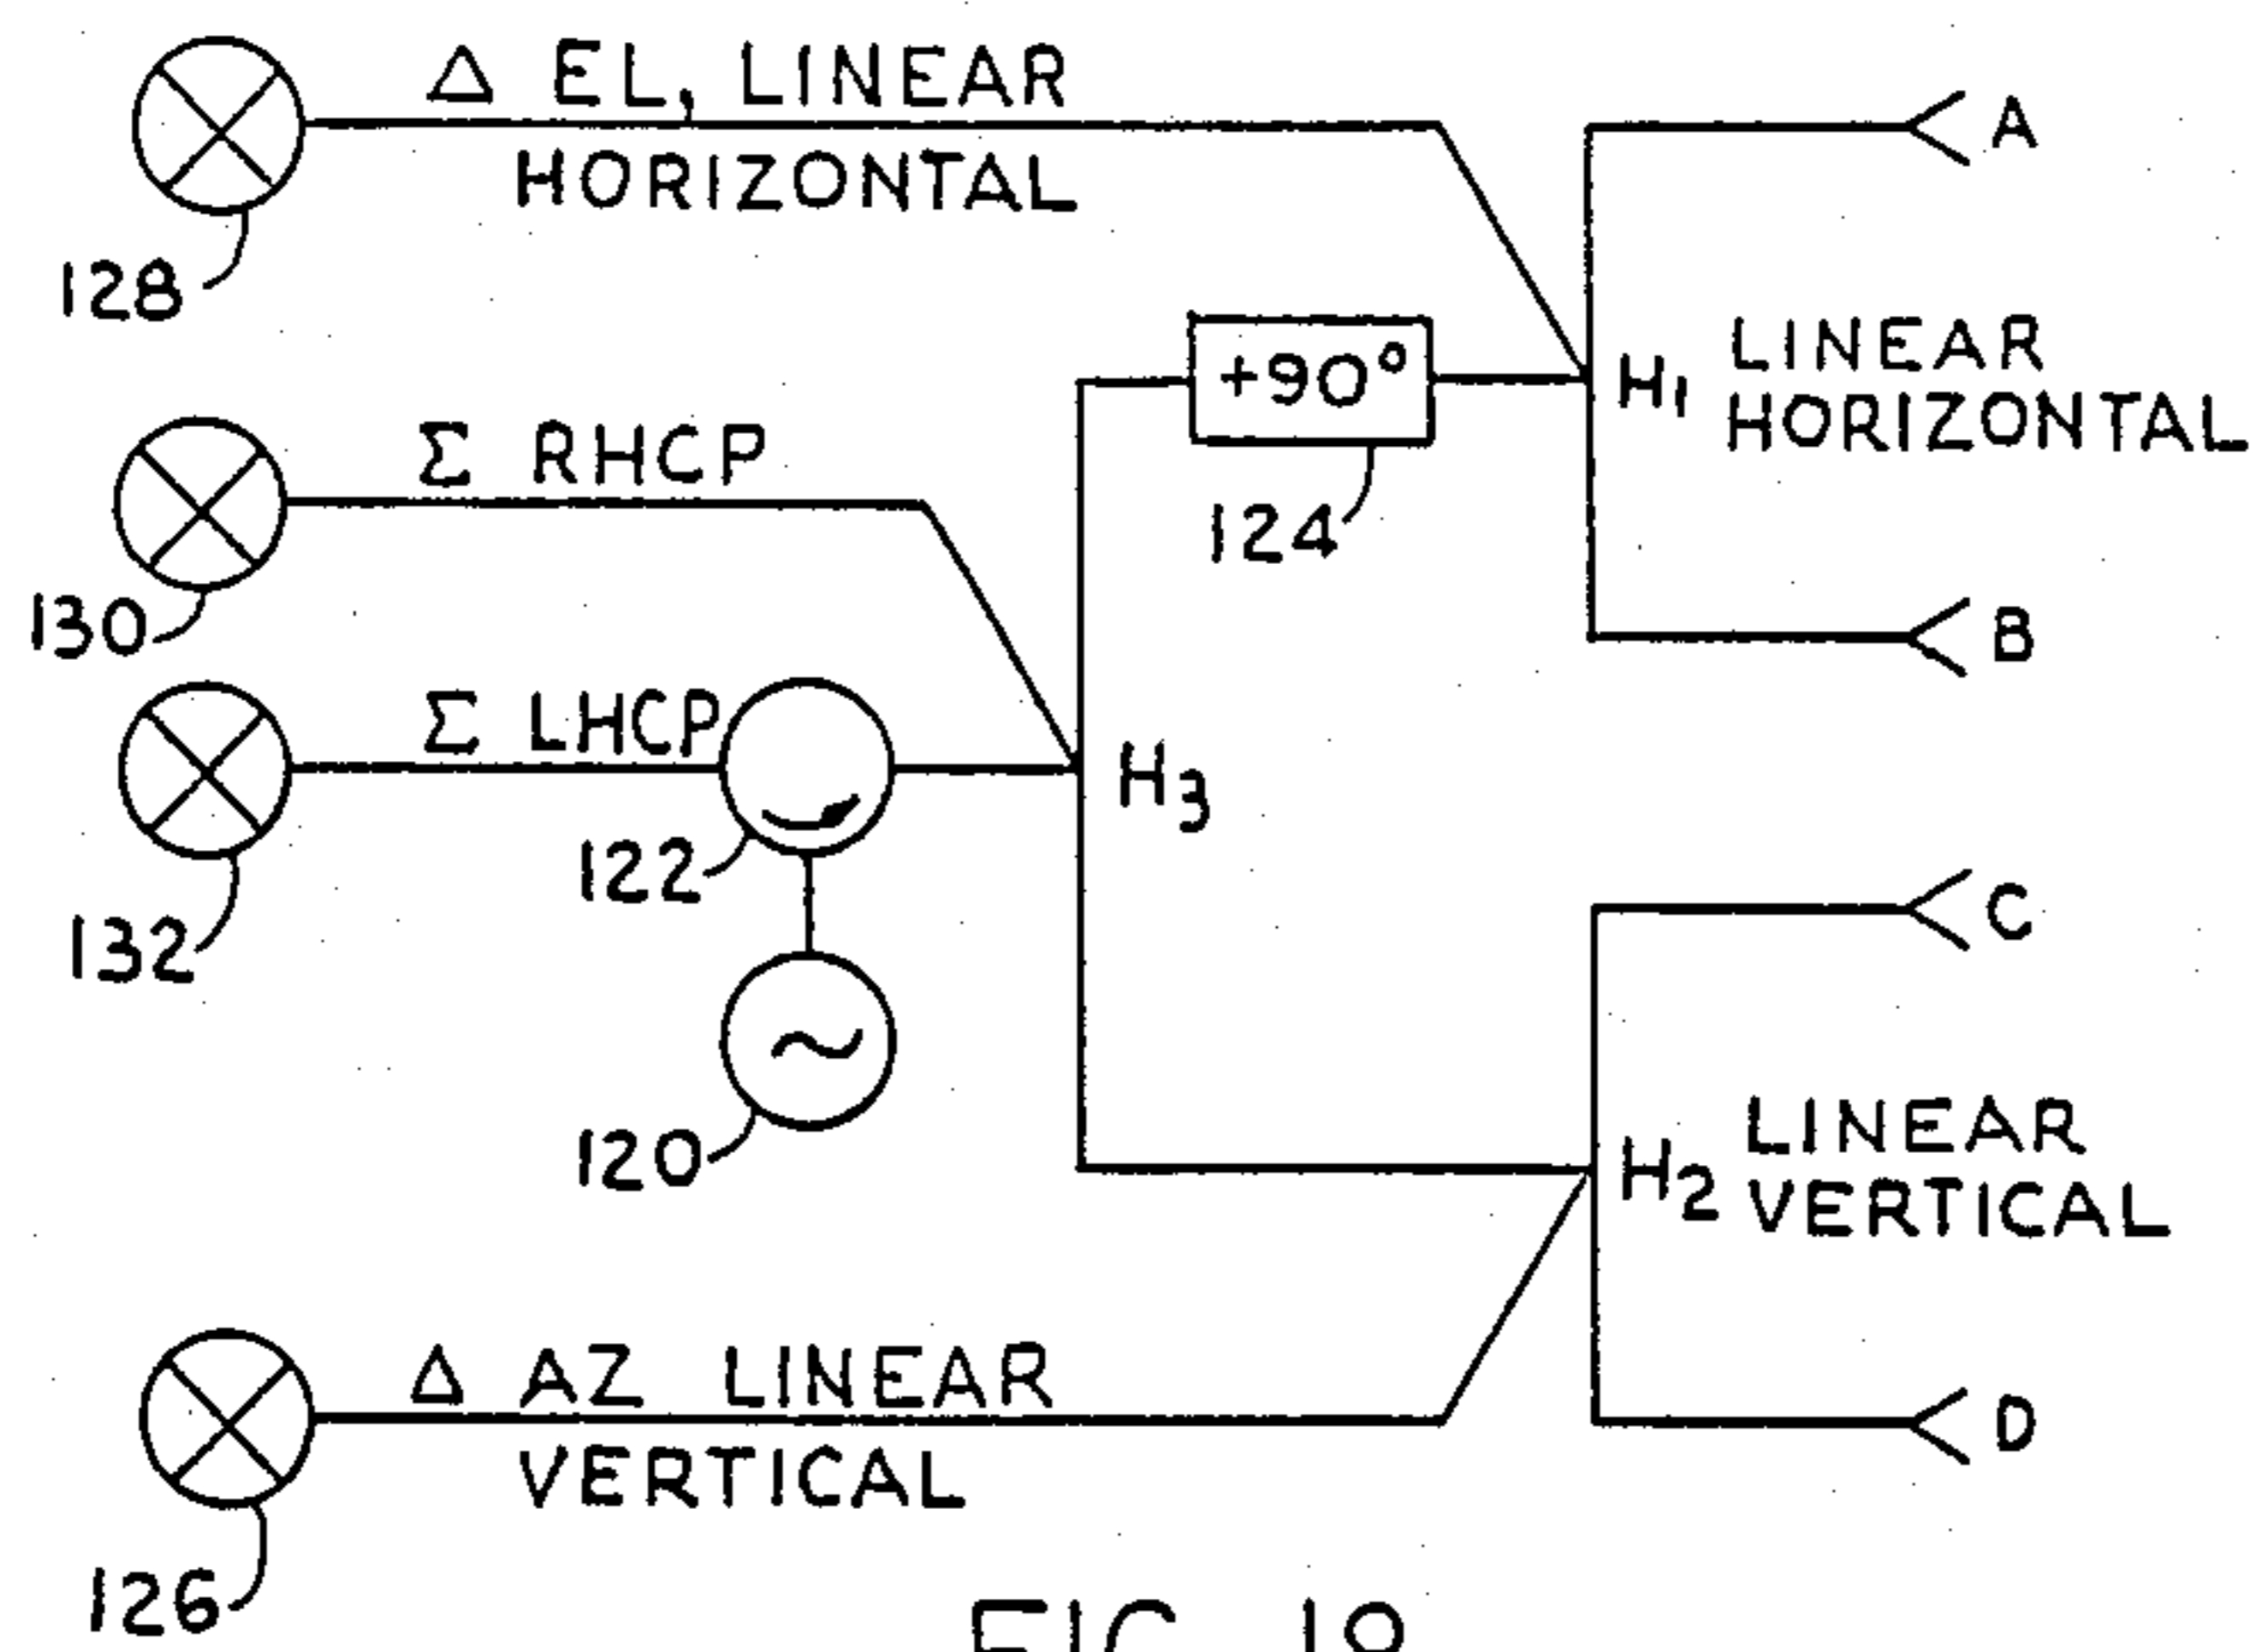 Δ EL, LINEAR
HORIZONTAL
A
128
+90°
H1 LINEAR
HORIZONTAL
Σ RHCP
124
130
B
Σ LHCP
H3
122
132
C
120
H2 LINEAR
VERTICAL
Δ AZ LINEAR
VERTICAL
D
126